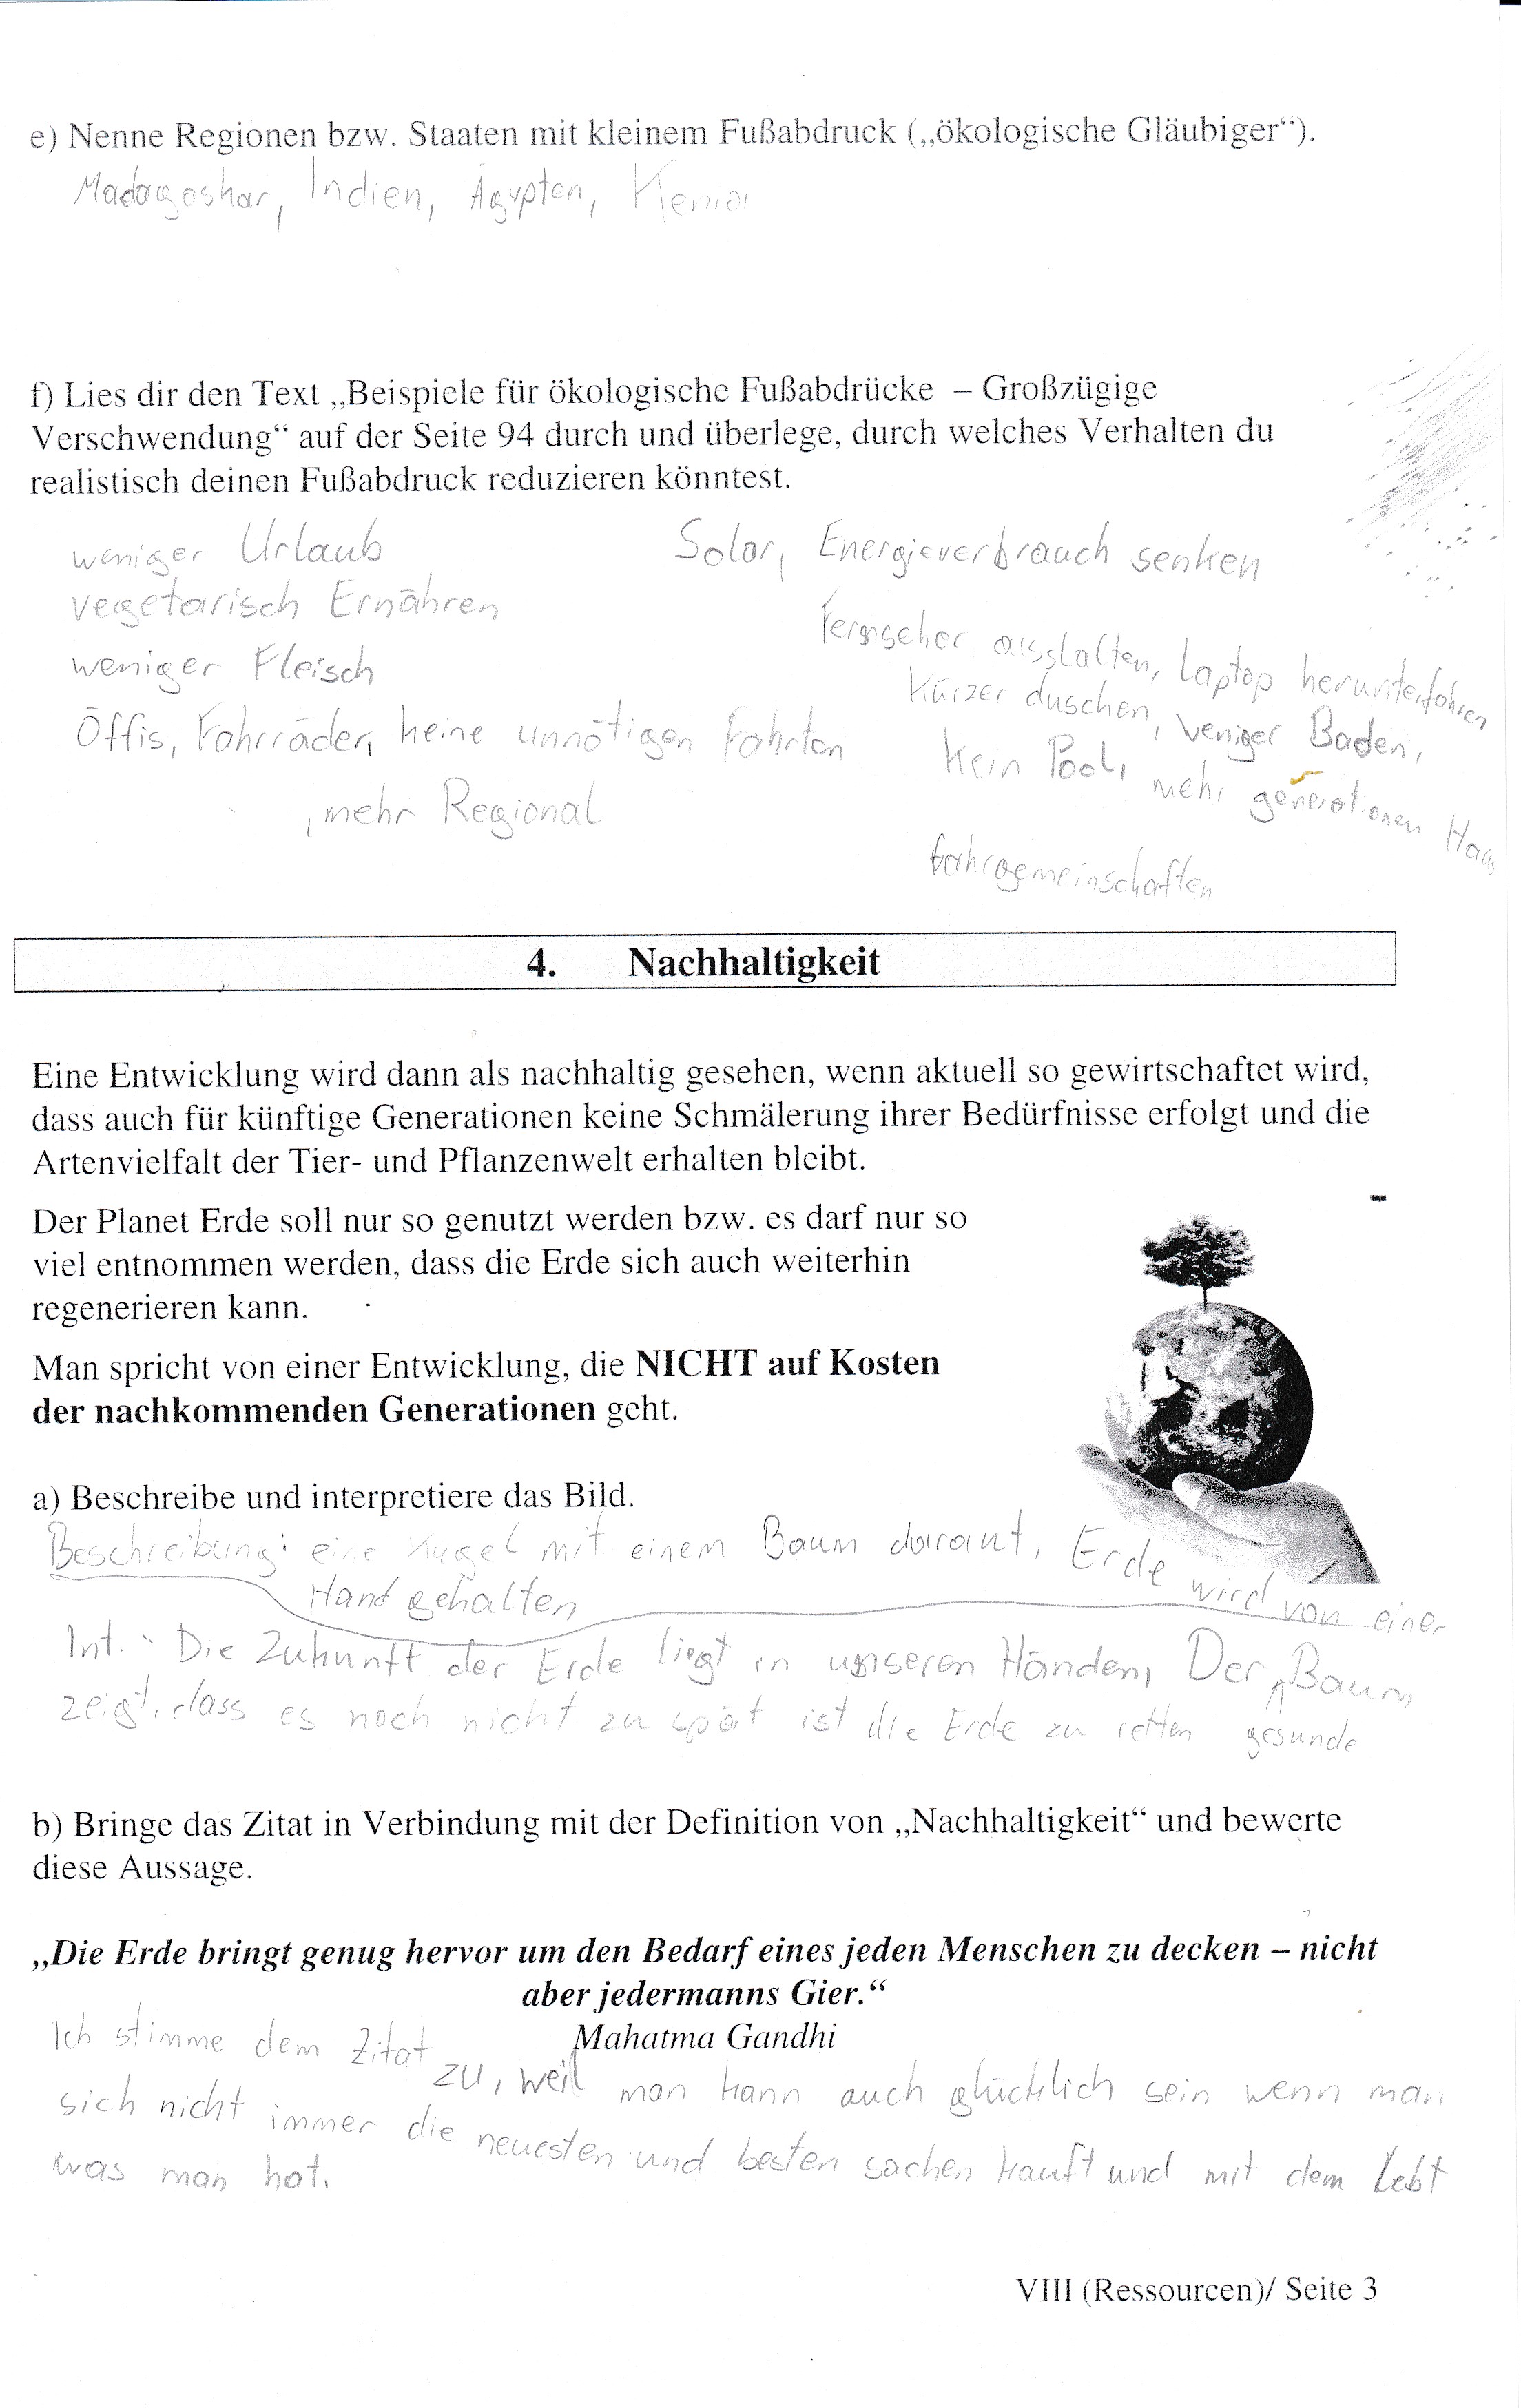 e) Nenne Regionen bzw. Staaten mit kleinem Fußabdruck („ökologische Gläubiger“).
Madagaskar, Indien, Ägypten, Kenia
f) Lies dir den Text „Beispiele für ökologische Fußabdrücke – Großzügige
Verschwendung“ auf der Seite 94 durch und überlege, durch welches Verhalten du
realistisch deinen Fußabdruck reduzieren könntest.
weniger Urlaub
vegetarisch Ernähren
weniger Fleisch
Öffis, Fahrräder, keine unnötigen Fahrten
, mehr Regional
Solar, Energieverbrauch senken
Fernseher aussalten, Laptop herunterfahren
Kürzer duschen, weniger Baden,
kein Pool, mehr generationen Haus
Fahrgemeinschaften
4. Nachhaltigkeit
Eine Entwicklung wird dann als nachhaltig gesehen, wenn aktuell so gewirtschaftet wird,
dass auch für künftige Generationen keine Schmälerung ihrer Bedürfnisse erfolgt und die
Artenvielfalt der Tier- und Pflanzenwelt erhalten bleibt.
Der Planet Erde soll nur so genutzt werden bzw. es darf nur so
viel entnommen werden, dass die Erde sich auch weiterhin
regenerieren kann.
Man spricht von einer Entwicklung, die NICHT auf Kosten
der nachkommenden Generationen geht.
a) Beschreibe und interpretiere das Bild.
Beschreibung: eine Kugel mit einem Baum darauf, Erde wird von einer
Hand gehalten
Int.: Die Zukunft der Erde liegt in unseren Händen, Der Baum
zeigt, dass es noch nicht zu spät ist die Erde zu retten gesunde
b) Bringe das Zitat in Verbindung mit der Definition von „Nachhaltigkeit“ und bewerte
diese Aussage.
„Die Erde bringt genug hervor um den Bedarf eines jeden Menschen zu decken – nicht
aber jedermanns Gier.“
Mahatma Gandhi
Ich stimme dem Zitat zu, weil man kann auch glücklich sein wenn man
sich nicht immer die neuesten und besten sachen kauft und mit dem Lebt
was man hat.
VIII (Ressourcen)/ Seite 3